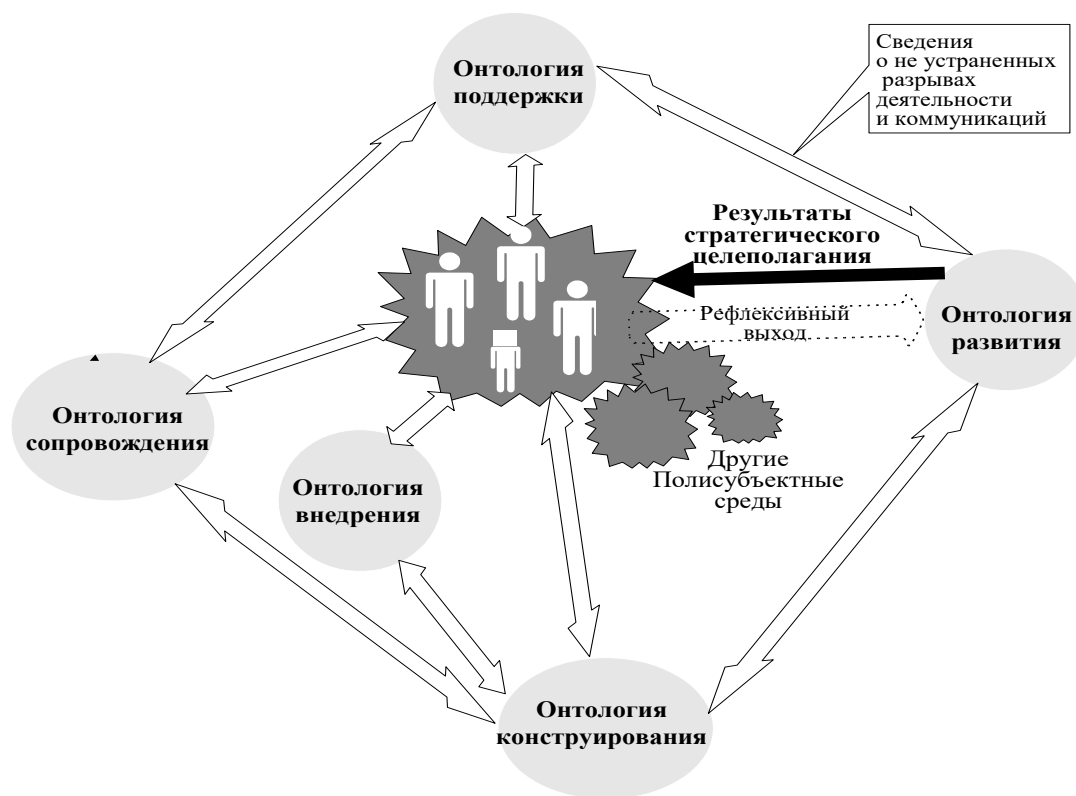 Онтология
поддержки
Сведения
о не устраненных
разрывах
деятельности
и коммуникаций
Результаты
стратегического
целеполагания
Рефлексивный
выход
Онтология
развития
Онтология
сопровождения
Онтология
внедрения
Другие
Полисубъектные
среды
Онтология
конструирования